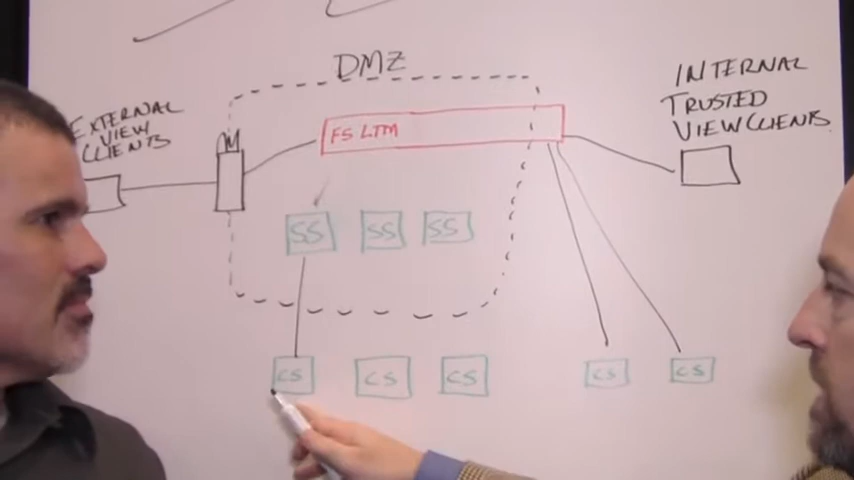 DMZ
INTERNAL
TRUSTED
VIEW CLIENTS
EXTERNAL
VIEW
CLIENTS
F5 LTM
SS SS SS
CS CS CS CS CS